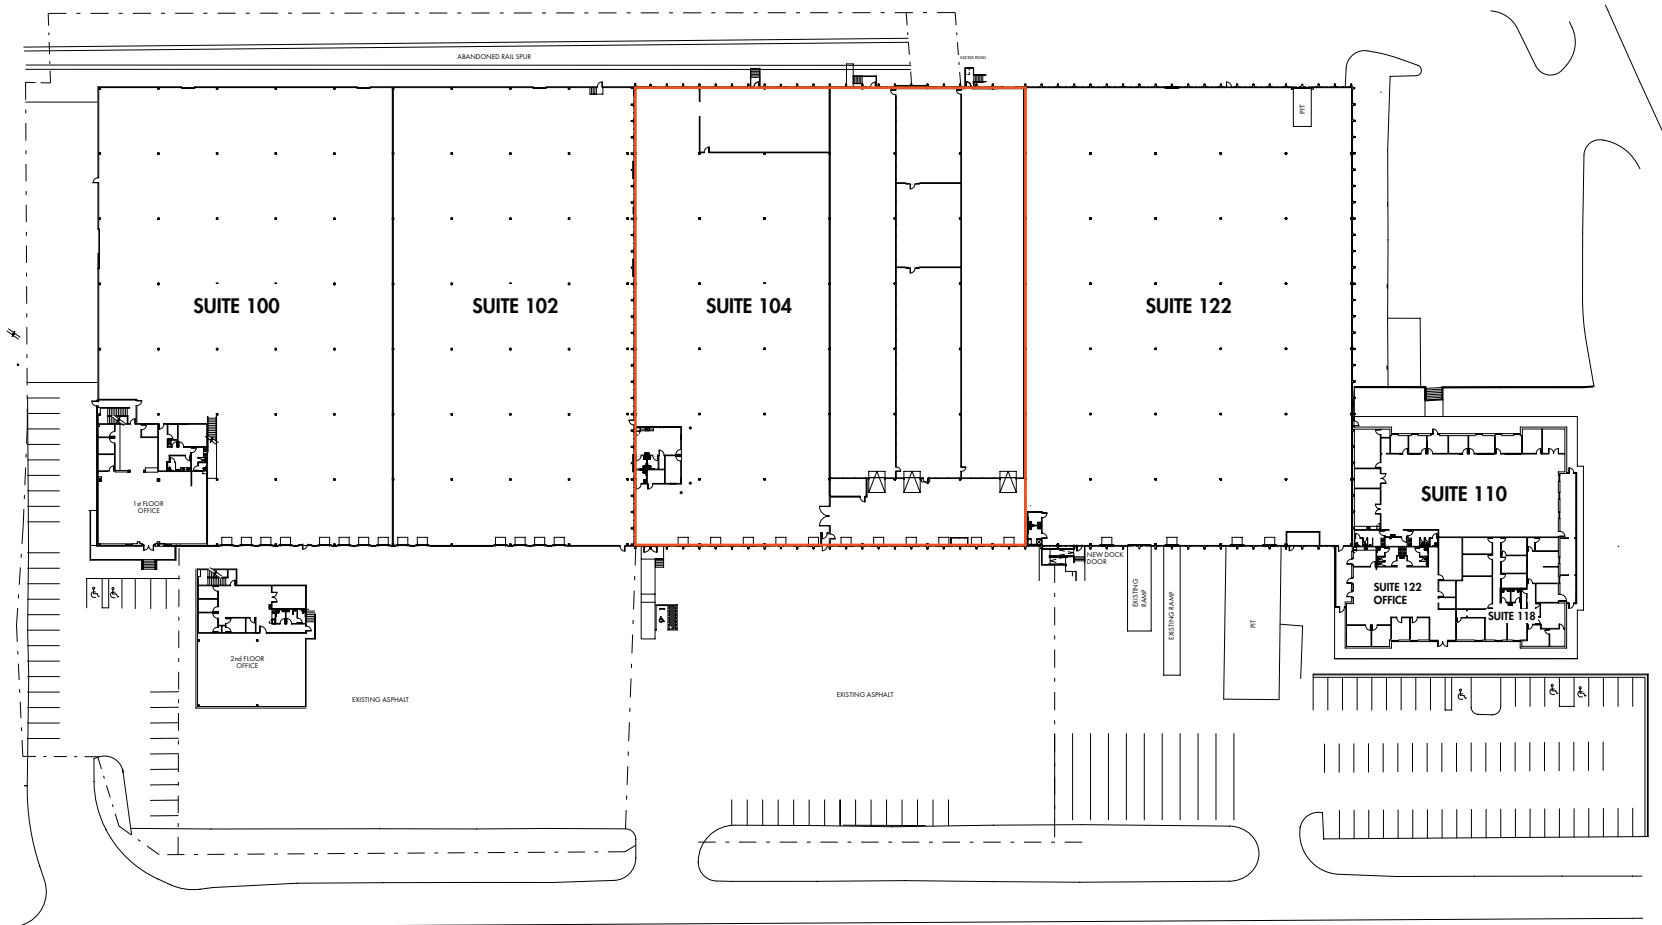 ABANDONED RAIL SPUR
EXCESS ROAD
PIT
SUITE 100
SUITE 102
SUITE 104
SUITE 122
SUITE 110
1st FLOOR
OFFICE
NEW DOCK
DOOR
EXISTING
RAMP
EXISTING RAMP
PIT
SUITE 122
OFFICE
SUITE 118
2nd FLOOR
OFFICE
EXISTING ASPHALT
EXISTING ASPHALT